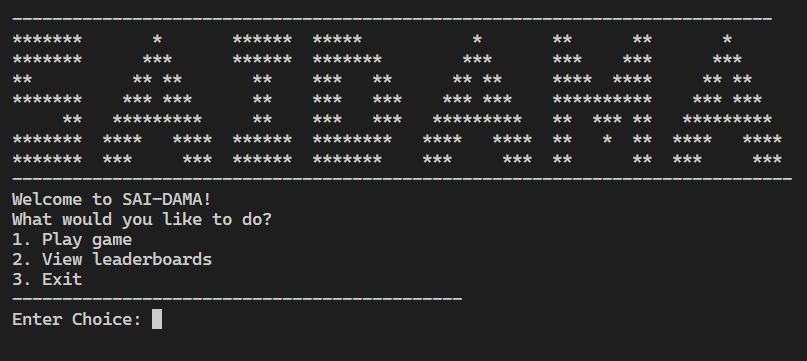 ----------------------------------------------------------------------------
*******       *       ******  *****           *       **      **       *
*******      ***      ******  *******        ***      ***    ***      ***
**          ** **       **    ***   **      ** **     ****  ****     ** **
*******    *** ***      **    ***   ***    *** ***    **********    *** ***
     **   *********     **    ***   ***   *********   **  *** **   *********
*******  ****   ****  ******  ********   ****   ****  **   *  **  ****   ****
*******  ***     ***  ******  *******    ***     ***  **      **  ***     ***
------------------------------------------------------------------------------
Welcome to SAI-DAMA!
What would you like to do?
1. Play game
2. View leaderboards
3. Exit
---------------------------------------------
Enter Choice: